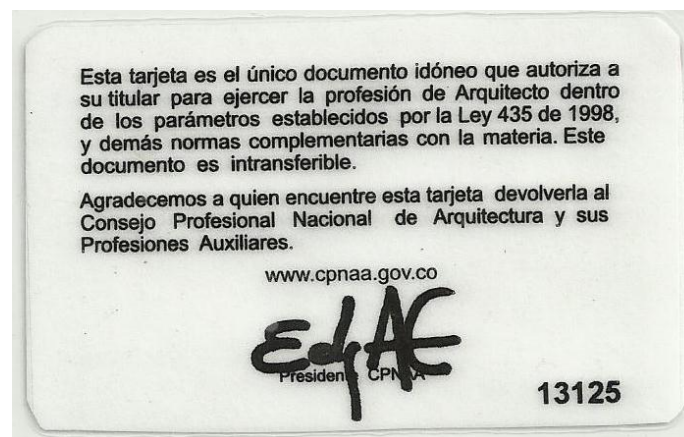 Esta tarjeta es el único documento idóneo que autoriza a
su titular para ejercer la profesión de Arquitecto dentro
de los parámetros establecidos por la Ley 435 de 1998,
y demás normas complementarias con la materia. Este
documento es intransferible.
Agradecemos a quien encuentre esta tarjeta devolverla al
Consejo Profesional Nacional de Arquitectura y sus
Profesiones Auxiliares.
www.cpnaa.gov.co
Presidente CPNAA
13125